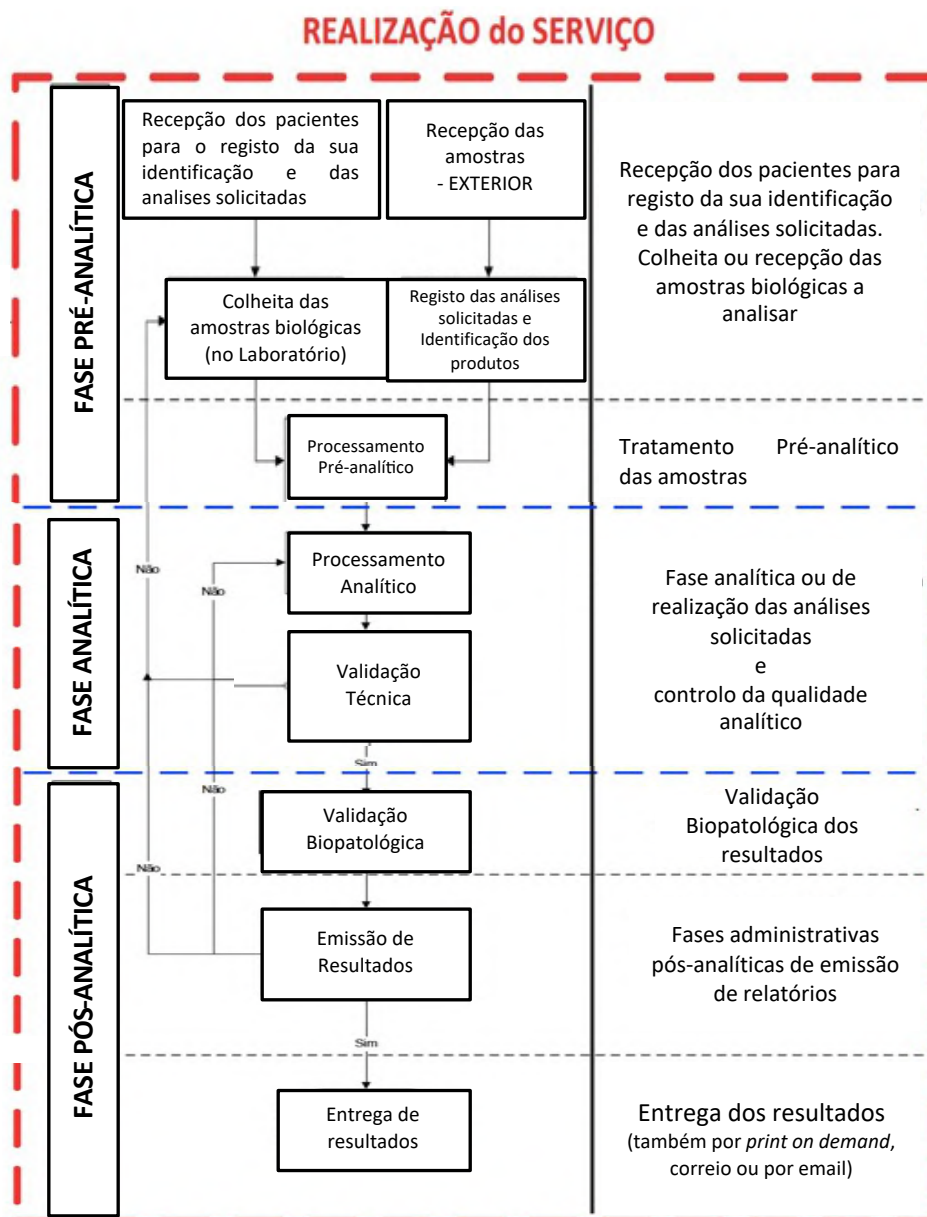 REALIZAÇÃO do SERVIÇO
FASE PRÉ-ANALÍTICA
Recepção dos pacientes
para o registo da sua
identificação e das
analises solicitadas
Recepção das
amostras
- EXTERIOR
Recepção dos pacientes para
registo da sua identificação
e das análises solicitadas.
Colheita ou recepção das
amostras biológicas a
analisar
Colheita das
amostras biológicas
(no Laboratório)
Registo das análises
solicitadas e
Identificação dos
produtos
Processamento
Pré-analítico
Tratamento Pré-analítico
das amostras
FASE ANALÍTICA
Não
Não
Processamento
Analítico
Fase analítica ou de
realização das análises
solicitadas
e
controlo da qualidade
analítico
Validação
Técnica
Sim
FASE PÓS-ANALÍTICA
Não
Não
Validação
Biopatológica
Validação
Biopatológica dos
resultados
Emissão de
Resultados
Fases administrativas
pós-analíticas de emissão
de relatórios
Sim
Entrega de
resultados
Entrega dos resultados
(também por print on demand,
correio ou por email)